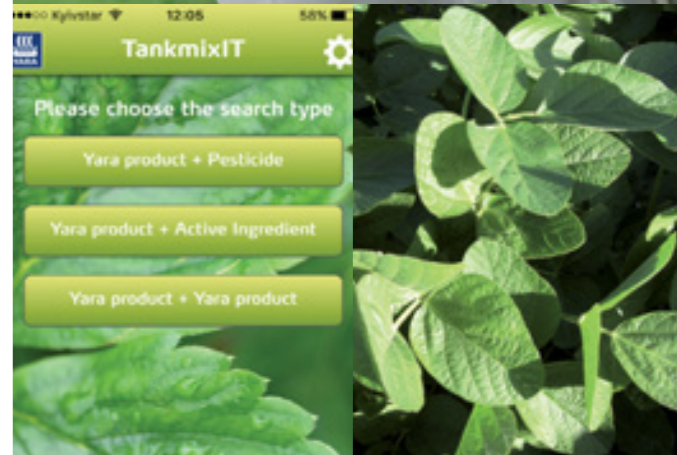 Kyivstar 12:05 58%
YARA
TankmixIT
Please choose the search type
Yara product + Pesticide
Yara product + Active Ingredient
Yara product + Yara product